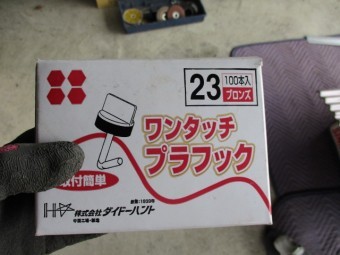 23
100本入
ブロンズ
ワンタッチ
プラフック
取付簡単
株式会社ダイドーハント